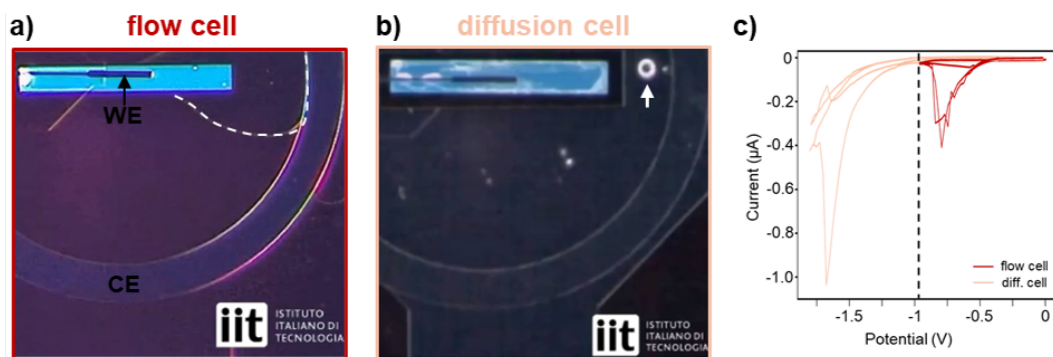 a)
flow cell
WE
CE
iit
ISTITUTO
ITALIANO DI
TECNOLOGIA
b)
diffusion cell
iit
ISTITUTO
ITALIANO DI
TECNOLOGIA
c)
0
-0.2
-0.4
-0.6
-0.8
-1.0
Current (µA)
-1.5
-1
-0.5
0
Potential (V)
flow cell
diff. cell